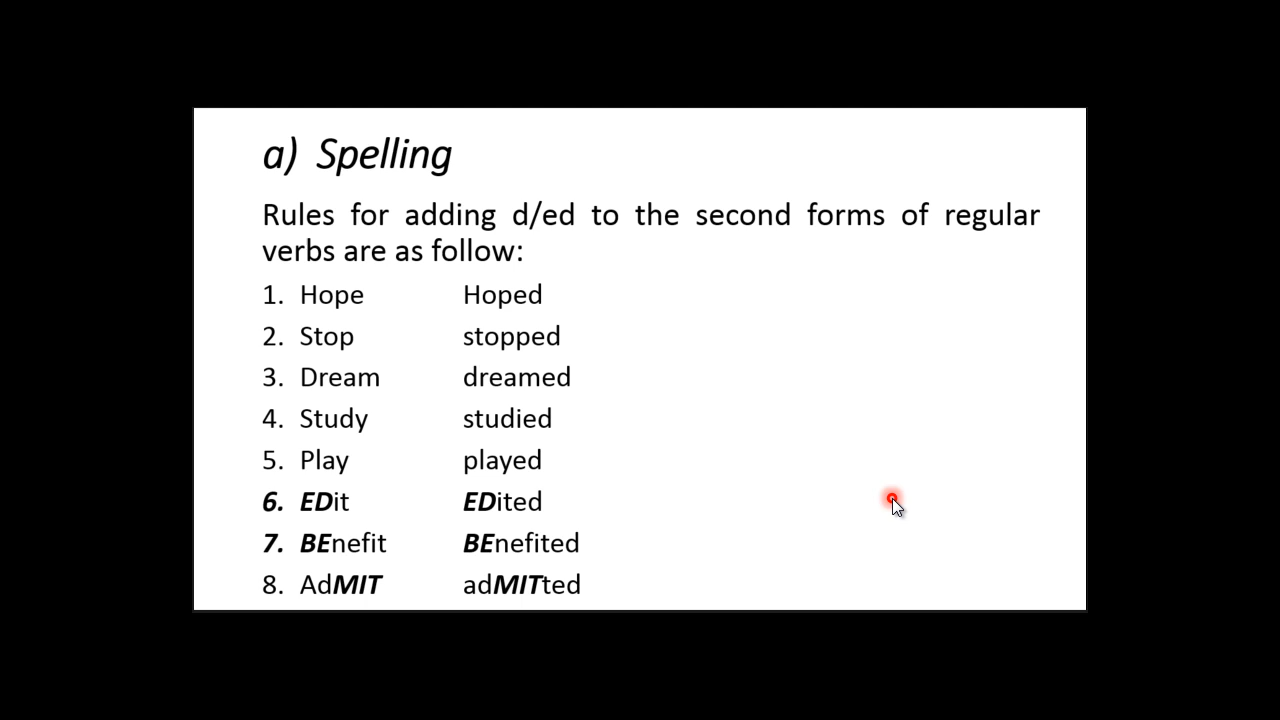 a) Spelling
Rules for adding d/ed to the second forms of regular
verbs are as follow:
1. Hope Hoped
2. Stop stopped
3. Dream dreamed
4. Study studied
5. Play played
6. EDit EDited
7. BEnefit BEnefited
8. AdMIT adMITted